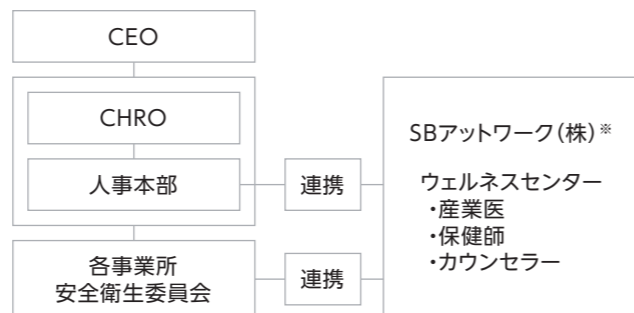 CEO
CHRO
人事本部
連携
各事業所
安全衛生委員会
連携
SBアットワーク(株)※
ウェルネスセンター
・産業医
・保健師
・カウンセラー